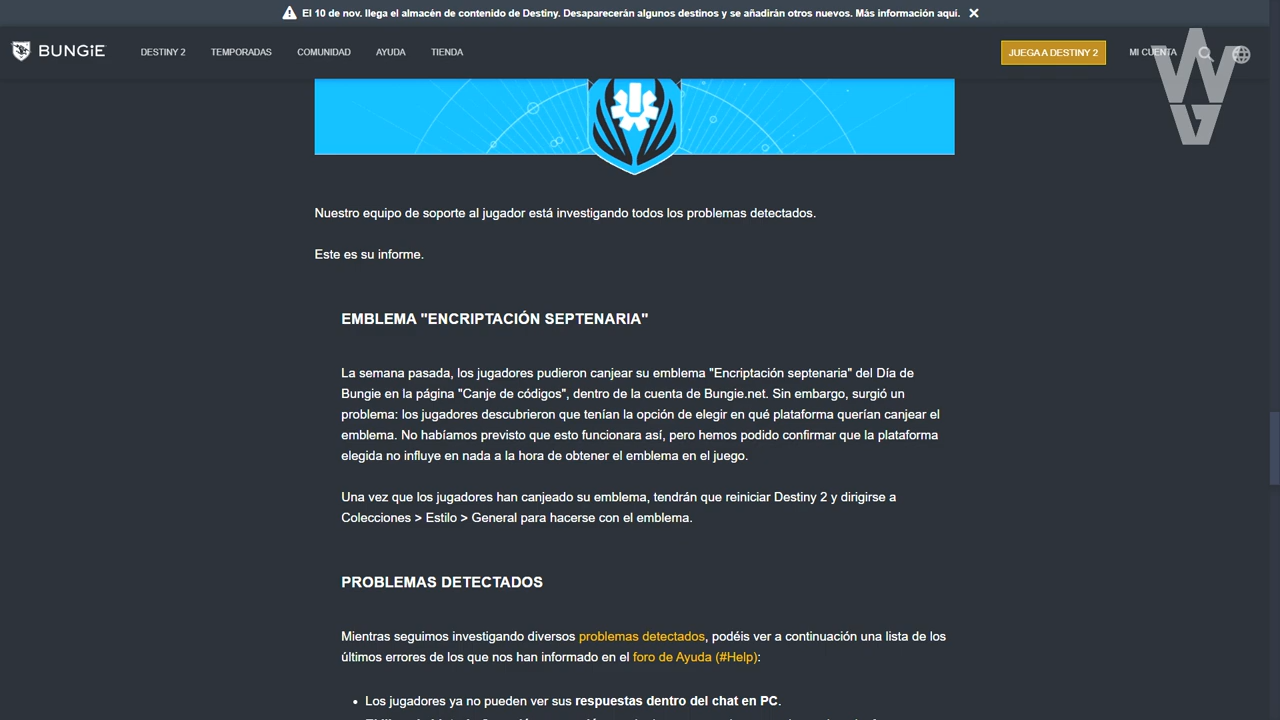 El 10 de nov. llega el almacén de contenido de Destiny. Desaparecerán algunos destinos y se añadirán otros nuevos. Más información aquí.
BUNGiE DESTINY 2 TEMPORADAS COMUNIDAD AYUDA TIENDA JUEGA A DESTINY 2 MI CUENTA
Nuestro equipo de soporte al jugador está investigando todos los problemas detectados.
Este es su informe.
EMBLEMA "ENCRIPTACIÓN SEPTENARIA"
La semana pasada, los jugadores pudieron canjear su emblema "Encriptación septenaria" del Día de
Bungie en la página "Canje de códigos", dentro de la cuenta de Bungie.net. Sin embargo, surgió un
problema: los jugadores descubrieron que tenían la opción de elegir en qué plataforma querían canjear el
emblema. No habíamos previsto que esto funcionara así, pero hemos podido confirmar que la plataforma
elegida no influye en nada a la hora de obtener el emblema en el juego.
Una vez que los jugadores han canjeado su emblema, tendrán que reiniciar Destiny 2 y dirigirse a
Colecciones > Estilo > General para hacerse con el emblema.
PROBLEMAS DETECTADOS
Mientras seguimos investigando diversos problemas detectados, podéis ver a continuación una lista de los
últimos errores de los que nos han informado en el foro de Ayuda (#Help):
• Los jugadores ya no pueden ver sus respuestas dentro del chat en PC.